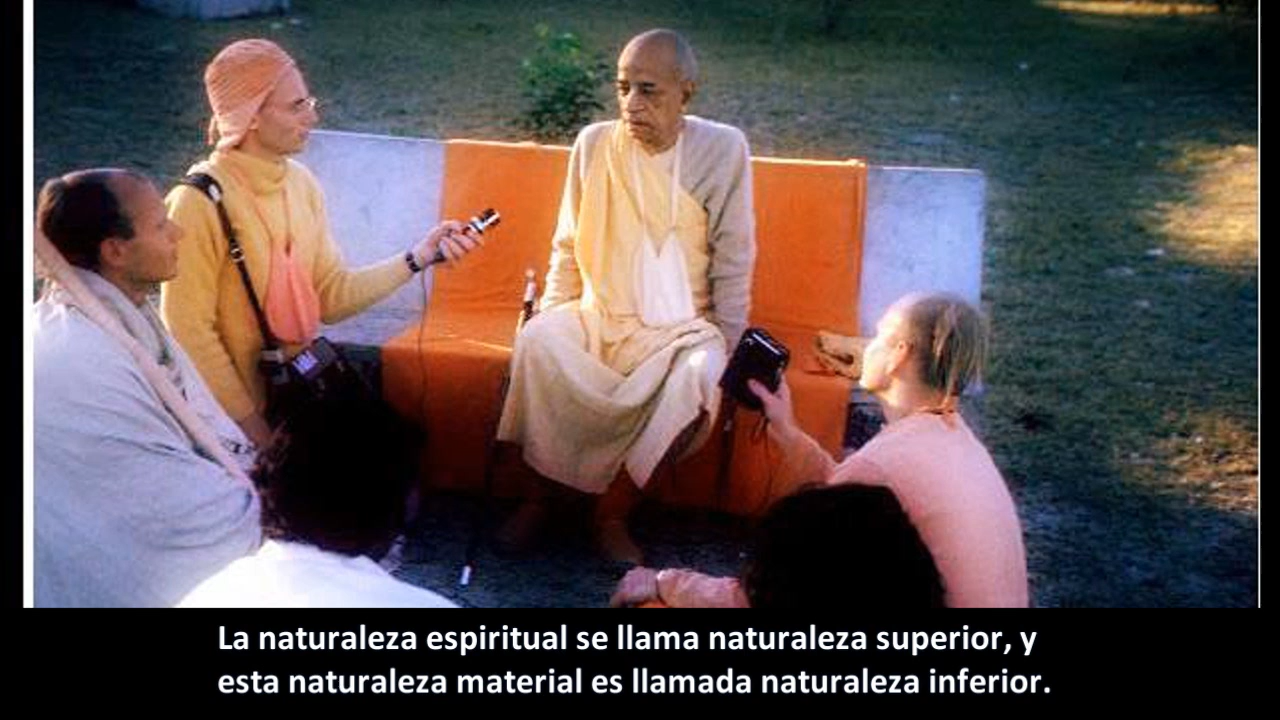 La naturaleza espiritual se llama naturaleza superior, y
esta naturaleza material es llamada naturaleza inferior.